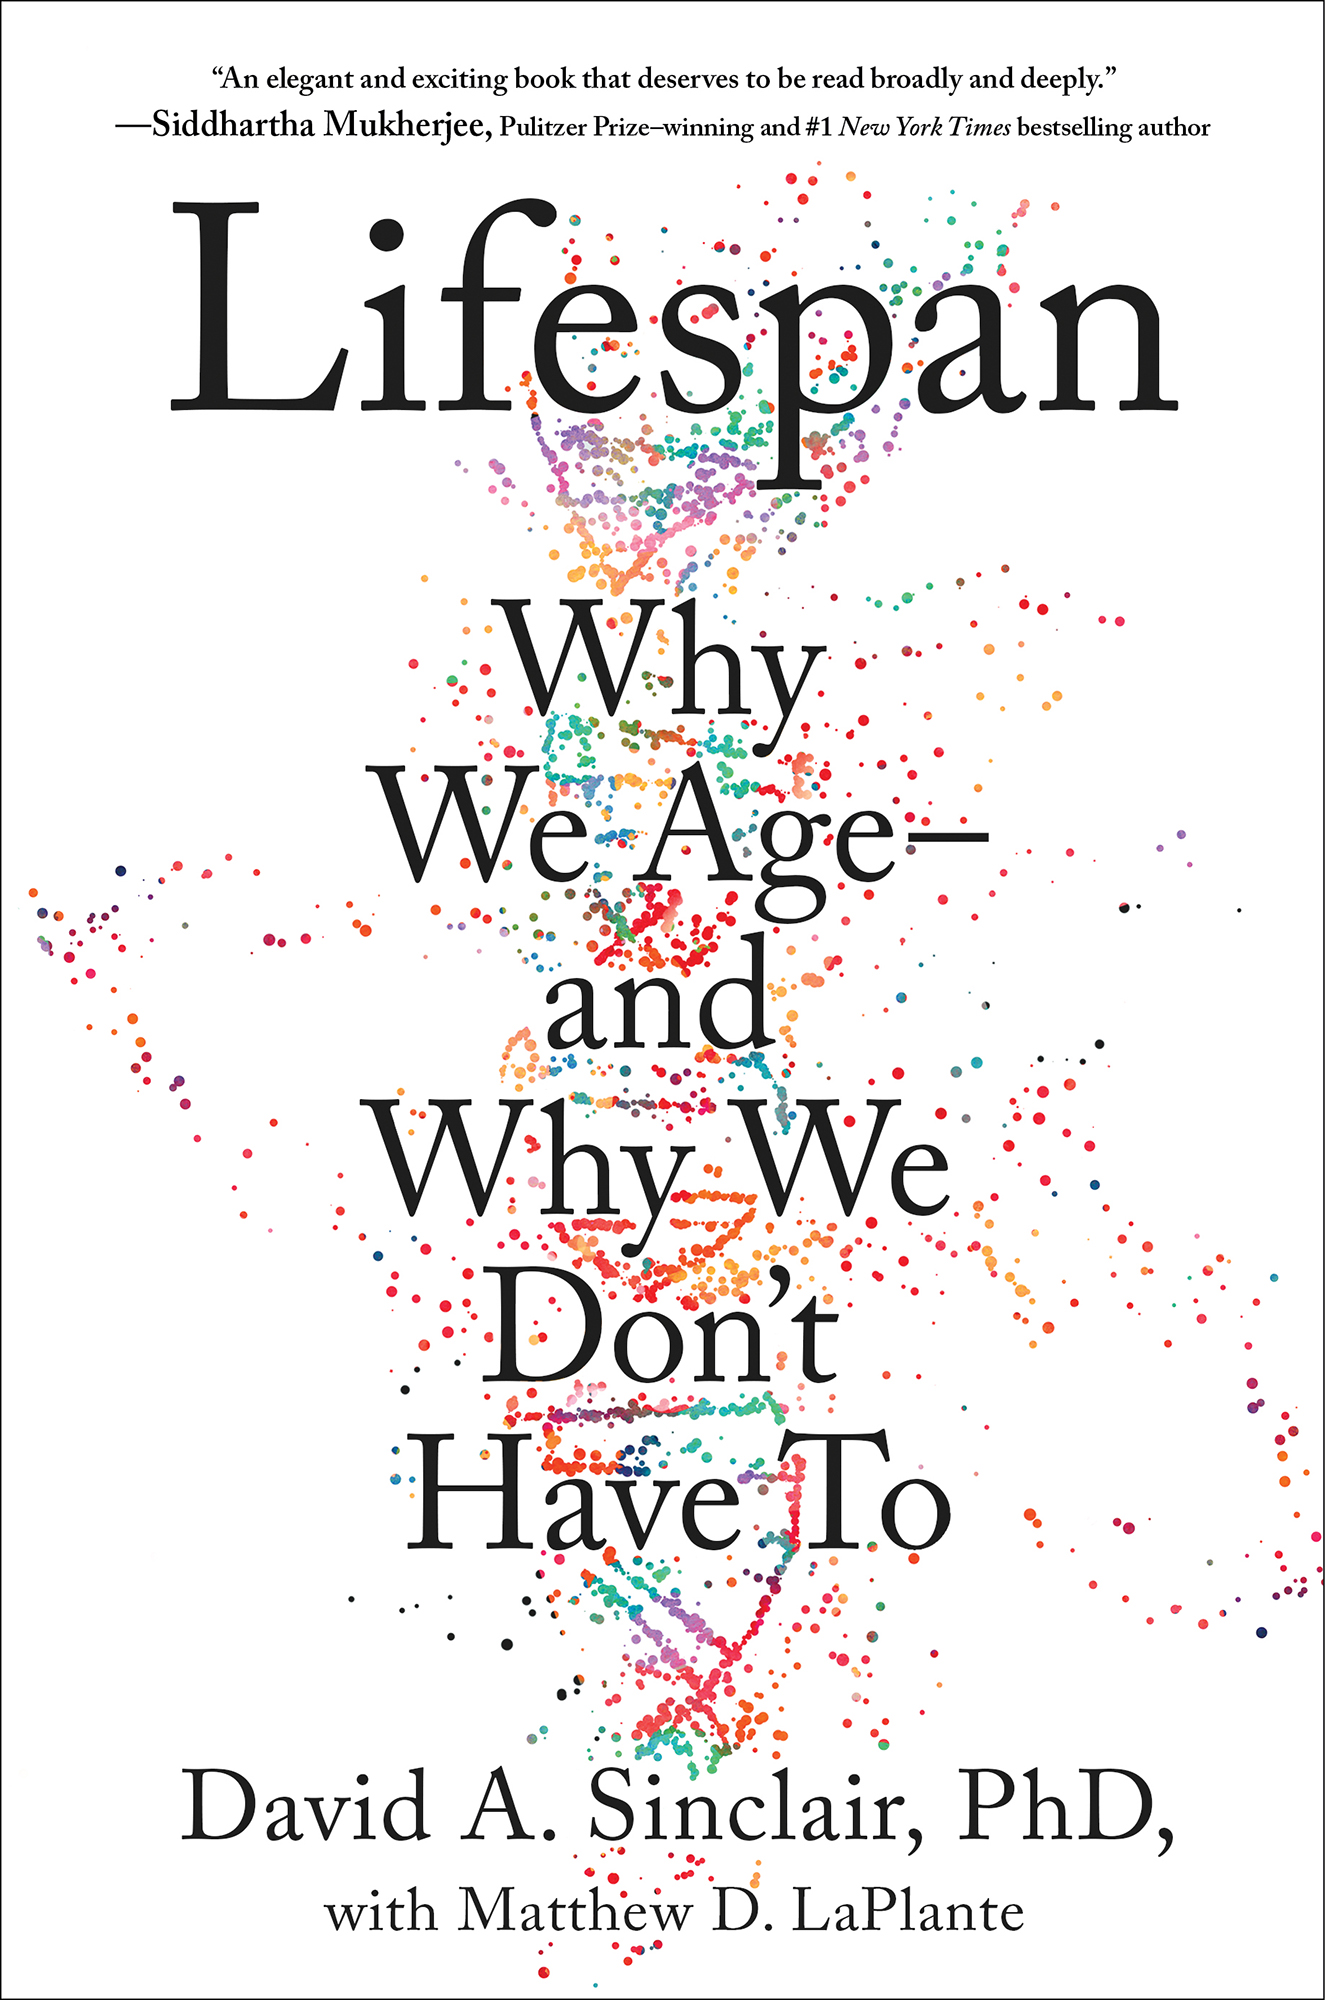 “An elegant and exciting book that deserves to be read broadly and deeply.”
—Siddhartha Mukherjee, Pulitzer Prize–winning and #1 New York Times bestselling author
Lifespan
Why
We Age–
and
Why We
Don’t
Have To
David A. Sinclair, PhD,
with Matthew D. LaPlante